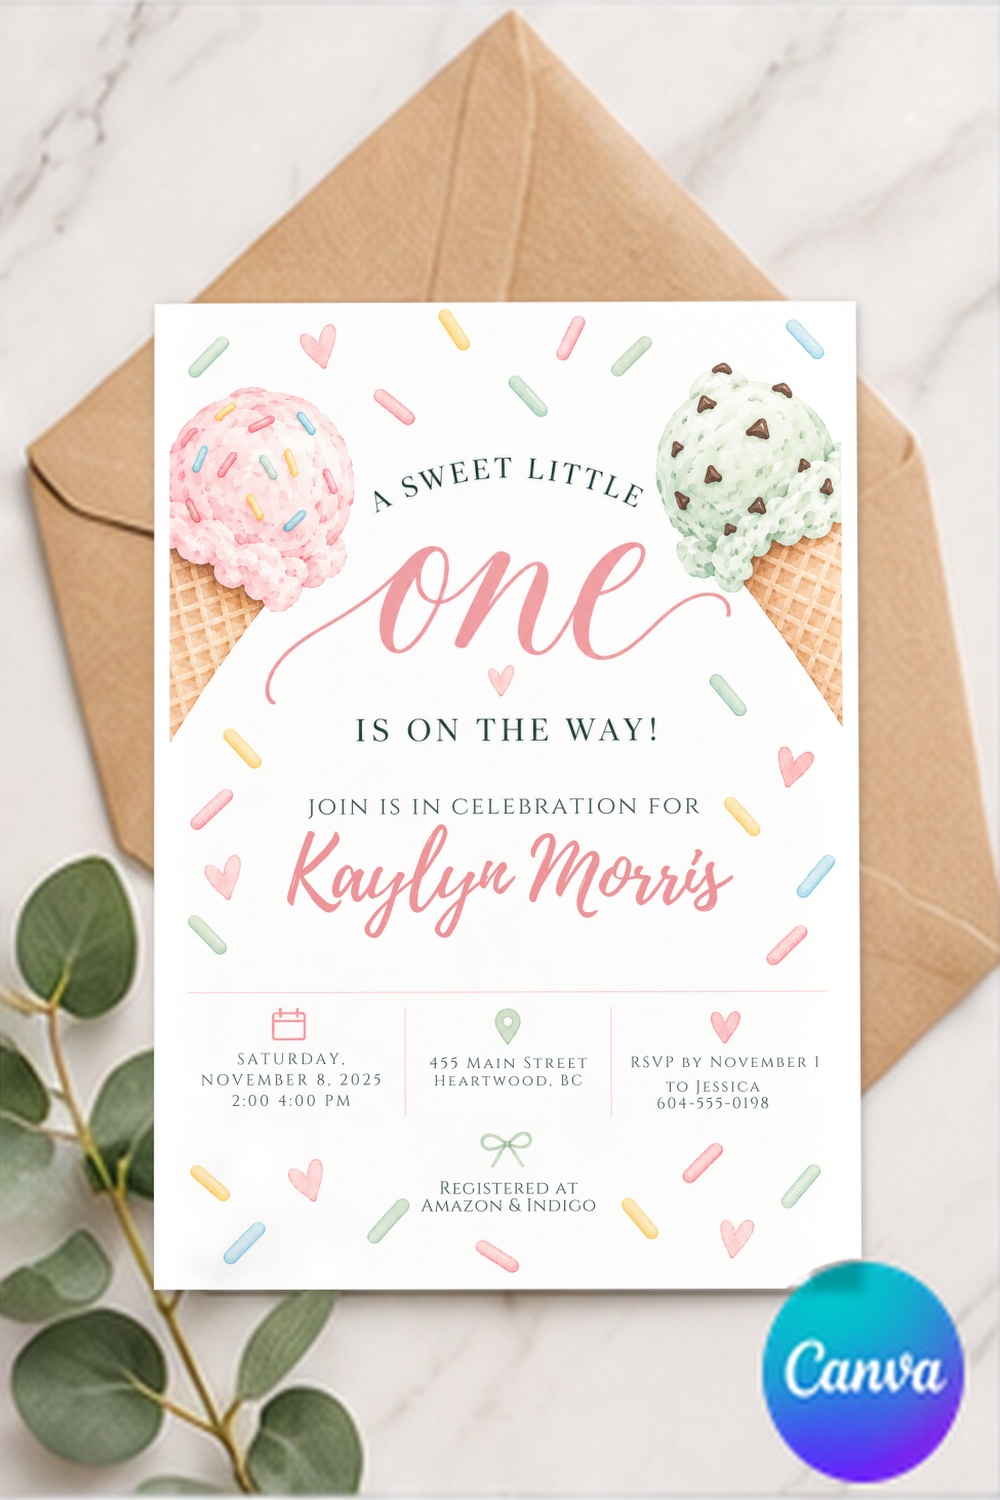 A SWEET LITTLE
one
IS ON THE WAY!
JOIN IS IN CELEBRATION FOR
Kaylyn Morris
SATURDAY,
NOVEMBER 8, 2025
2:00 4:00 PM
455 MAIN STREET
HEARTWOOD, BC
RSVP BY NOVEMBER 1
TO JESSICA
604-555-0198
REGISTERED AT
AMAZON & INDIGO
Canva